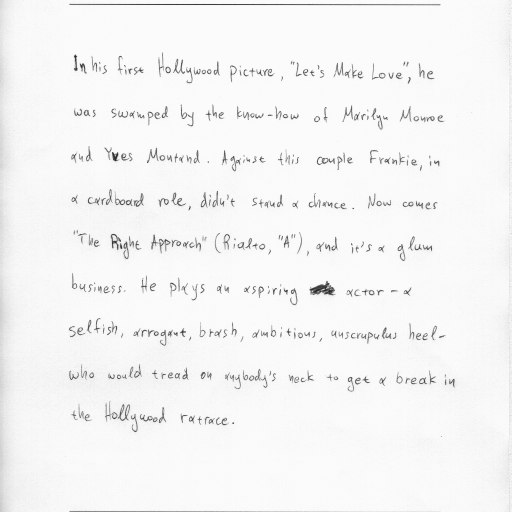 In his first Hollywood picture, "Let's Make Love", he
was swamped by the know-how of Marilyn Monroe
and Yves Montand. Against this couple Frankie, in
a cardboard role, didn't stand a chance. Now comes
"The Right Approach" (Rialto, "A"), and it's a glum
business. He plays an aspiring actor - a
selfish, arrogant, brash, ambitious, unscrupulus heel-
who would tread on anybody's neck to get a break in
the Hollywood ratrace.